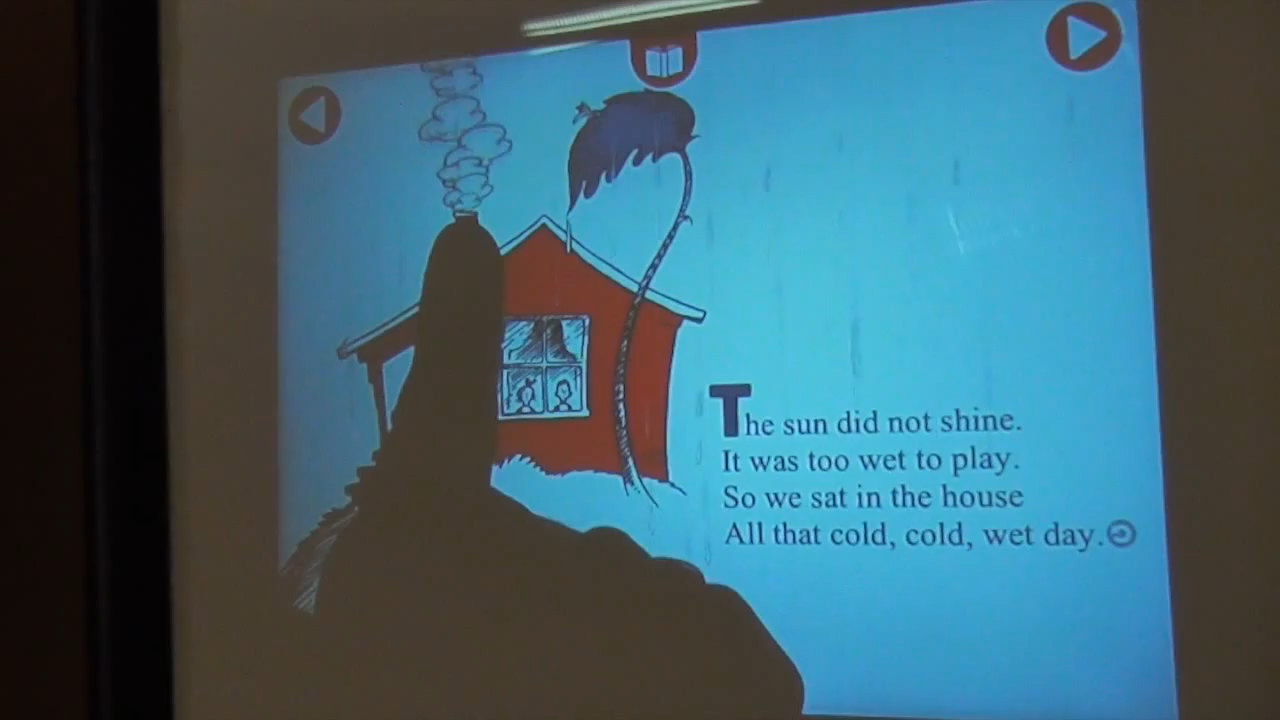 The sun did not shine.
It was too wet to play.
So we sat in the house
All that cold, cold, wet day.